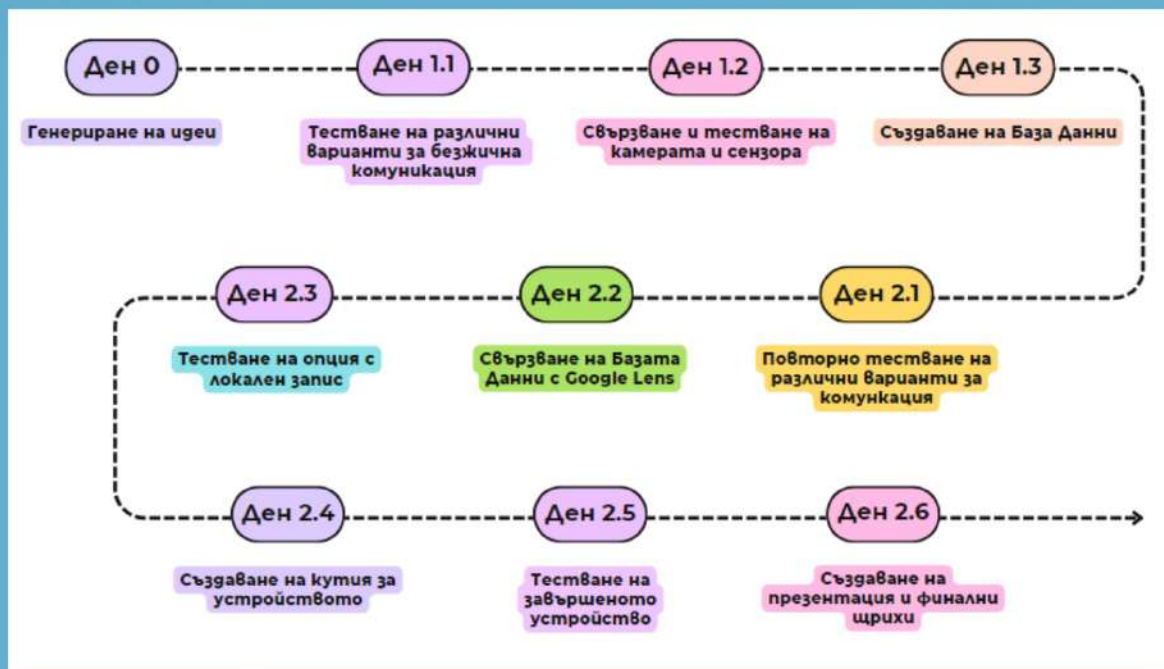 Ден 0
Генериране на идеи
Ден 1.1
Тестване на различни
варианти за безжична
комуникация
Ден 1.2
Свързване и тестване на
камерата и сензора
Ден 1.3
Създаване на База Данни
Ден 2.1
Повторно тестване на
различни варианти за
комункация
Ден 2.2
Свързване на Базата
Данни с Google Lens
Ден 2.3
Тестване на опция с
локален запис
Ден 2.4
Създаване на кутия за
устройството
Ден 2.5
Тестване на
завършеното
устройство
Ден 2.6
Създаване на
презентация и финални
щрихи